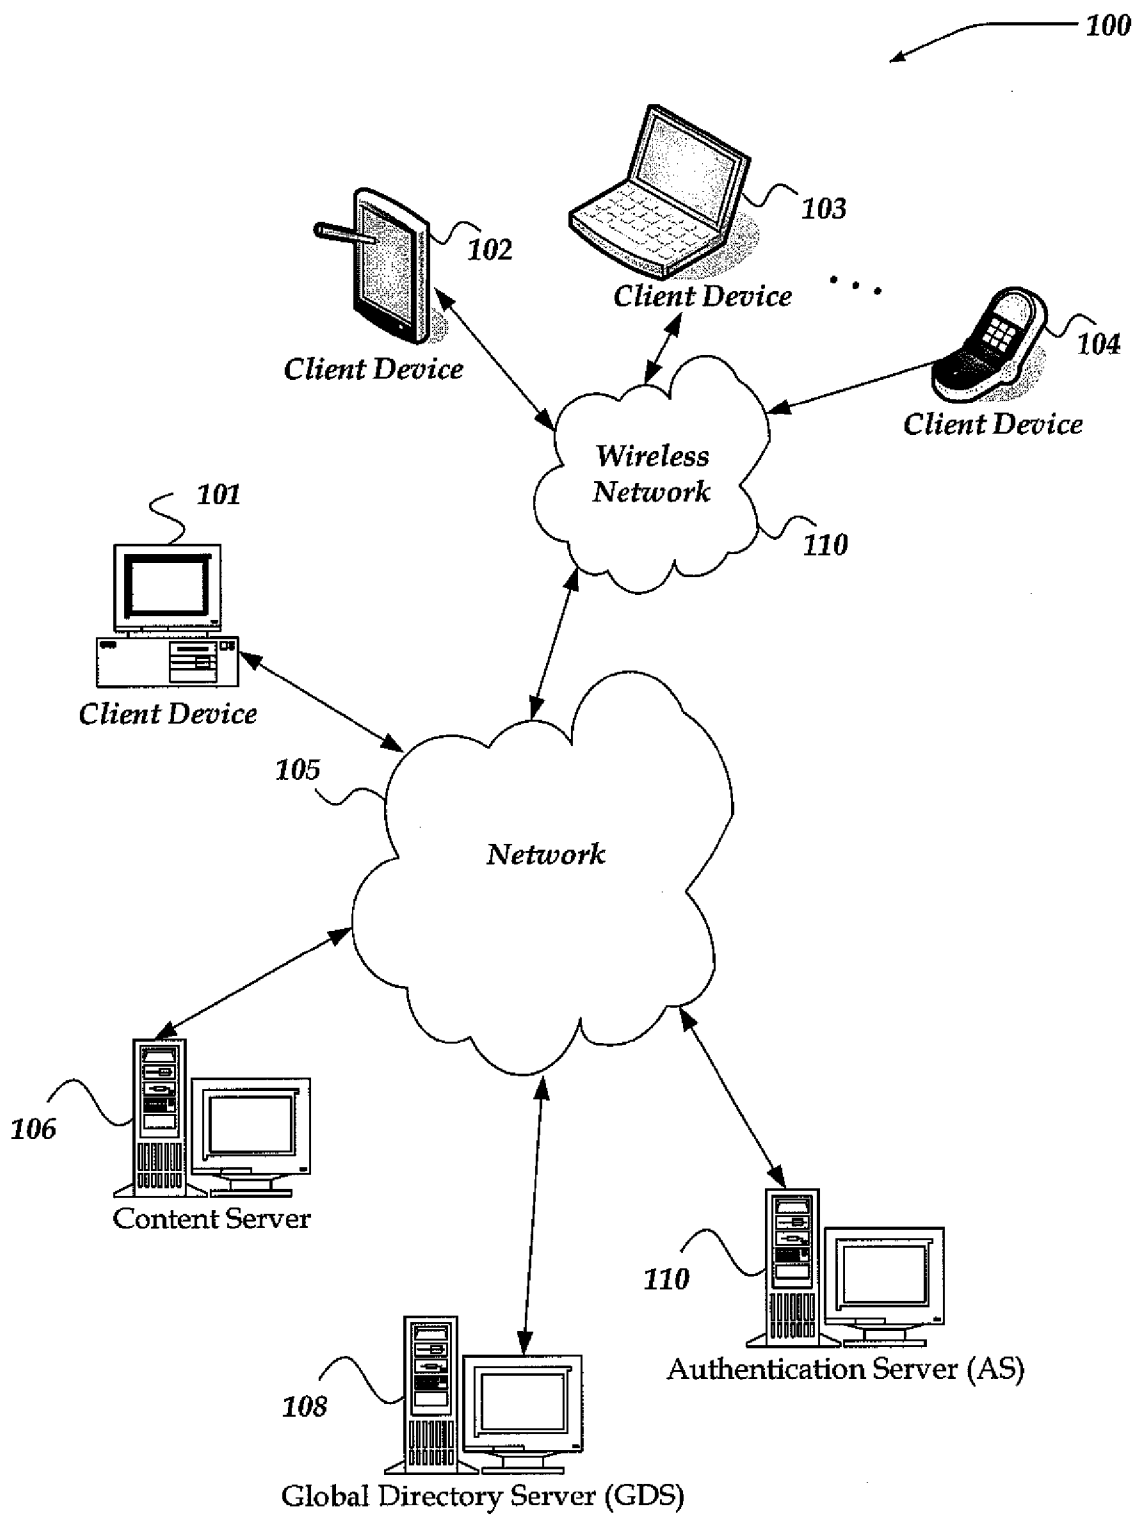 100
103
102
Client Device
104
Client Device
Client Device
Wireless
Network
101
110
Client Device
105
Network
106
Content Server
110
Authentication Server (AS)
108
Global Directory Server (GDS)